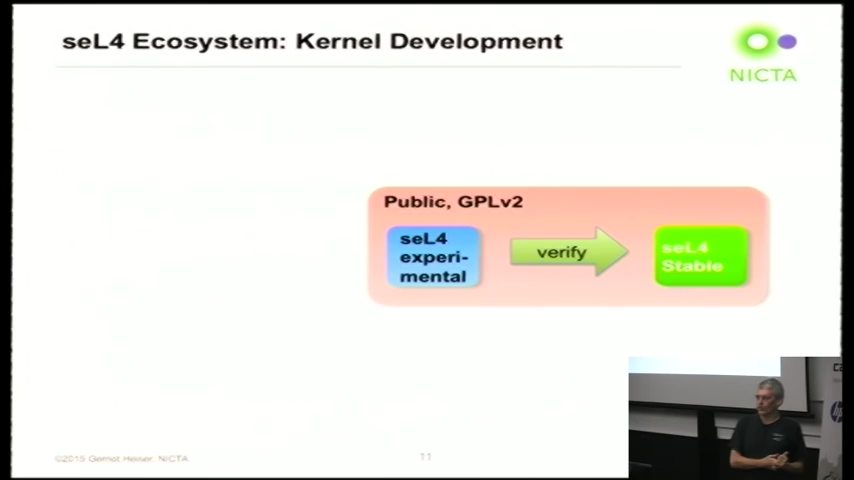 seL4 Ecosystem: Kernel Development
NICTA
Public, GPLv2
seL4
experi-
mental
verify
seL4
Stable
©2015 Gernot Heiser, NICTA
11